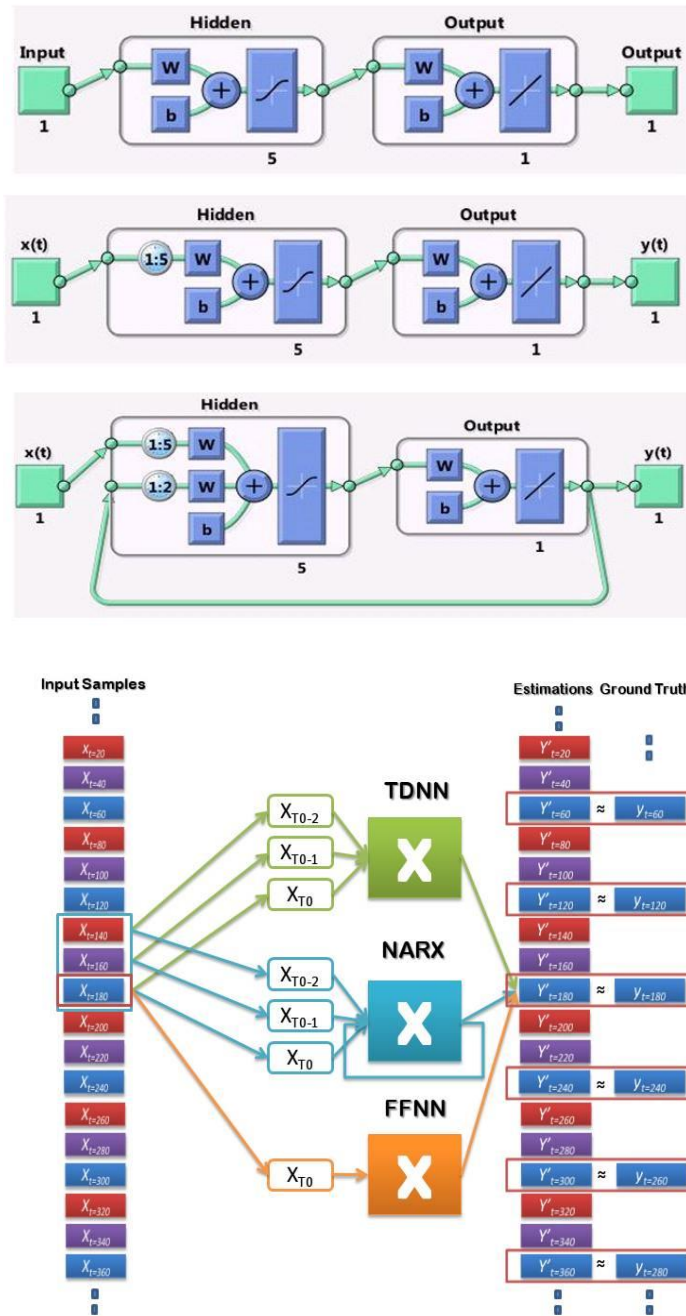 Hidden Output
Input W b + W b + Output
1 5 1 1
Hidden Output
x(t) 1:5 W b + W b + y(t)
1 5 1 1
Hidden
Output
x(t) 1:5 W W y(t)
1:2 W + b +
1 b 1 1
5
Input Samples Estimations Ground Truth
X t=20
X t=40
X t=60
X t=80
X t=100
X t=120
X t=140
X t=160
X t=180
X t=200
X t=220
X t=240
X t=260
X t=280
X t=300
X t=320
X t=340
X t=360
TDNN
X T0-2
X T0-1
X T0
X
NARX
X T0-2
X T0-1
X T0
X
FFNN
X T0
X
Y' t=20
Y' t=40
Y' t=60 ≈ y t=60
Y' t=80
Y' t=100
Y' t=120 ≈ y t=120
Y' t=140
Y' t=160
Y' t=180 ≈ y t=180
Y' t=200
Y' t=220
Y' t=240 ≈ y t=240
Y' t=260
Y' t=280
Y' t=300 ≈ y t=260
Y' t=320
Y' t=340
Y' t=360 ≈ y t=280